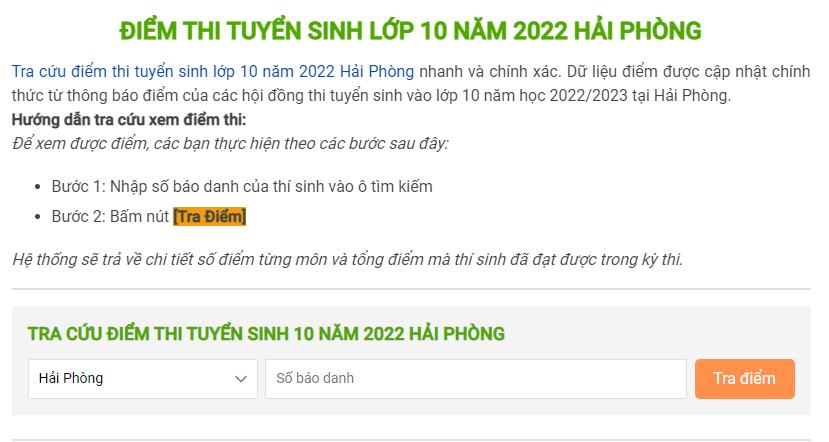 ĐIỂM THI TUYỂN SINH LỚP 10 NĂM 2022 HẢI PHÒNG
Tra cứu điểm thi tuyển sinh lớp 10 năm 2022 Hải Phòng nhanh và chính xác. Dữ liệu điểm được cập nhật chính
thức từ thông báo điểm của các hội đồng thi tuyển sinh vào lớp 10 năm học 2022/2023 tại Hải Phòng.
Hướng dẫn tra cứu xem điểm thi:
Để xem được điểm, các bạn thực hiện theo các bước sau đây:
• Bước 1: Nhập số báo danh của thí sinh vào ô tìm kiếm
• Bước 2: Bấm nút [Tra Điểm]
Hệ thống sẽ trả về chi tiết số điểm từng môn và tổng điểm mà thí sinh đã đạt được trong kỳ thi.
TRA CỨU ĐIỂM THI TUYỂN SINH 10 NĂM 2022 HẢI PHÒNG
Hải Phòng Số báo danh Tra điểm